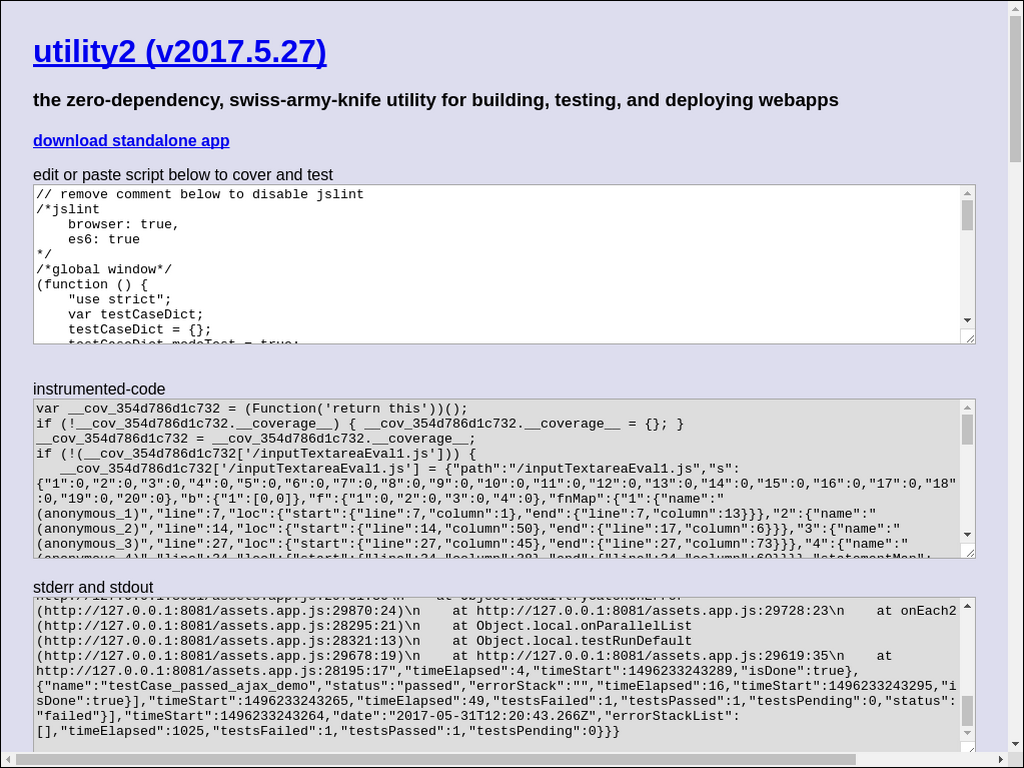 utility2 (v2017.5.27)
the zero-dependency, swiss-army-knife utility for building, testing, and deploying webapps
download standalone app
edit or paste script below to cover and test
// remove comment below to disable jslint
/*jslint
    browser: true,
    es6: true
*/
/*global window*/
(function () {
    "use strict";
    var testCaseDict;
    testCaseDict = {};
    testCaseDict.modeTest = true;
instrumented-code
var __cov_354d786d1c732 = (Function('return this'))();
if (!__cov_354d786d1c732.__coverage__) { __cov_354d786d1c732.__coverage__ = {}; }
__cov_354d786d1c732 = __cov_354d786d1c732.__coverage__;
if (!(__cov_354d786d1c732['/inputTextareaEval1.js'])) {
   __cov_354d786d1c732['/inputTextareaEval1.js'] = {"path":"/inputTextareaEval1.js","s":
{"1":0,"2":0,"3":0,"4":0,"5":0,"6":0,"7":0,"8":0,"9":0,"10":0,"11":0,"12":0,"13":0,"14":0,"15":0,"16":0,"17":0,"18"
:0,"19":0,"20":0},"b":{"1":[0,0]},"f":{"1":0,"2":0,"3":0,"4":0},"fnMap":{"1":{"name":"
(anonymous_1)","line":7,"loc":{"start":{"line":7,"column":1},"end":{"line":7,"column":13}}},"2":{"name":"
(anonymous_2)","line":14,"loc":{"start":{"line":14,"column":50},"end":{"line":17,"column":6}}},"3":{"name":"
(anonymous_3)","line":27,"loc":{"start":{"line":27,"column":45},"end":{"line":27,"column":73}}},"4":{"name":"
stderr and stdout
(http://127.0.0.1:8081/assets.app.js:29870:24)\n    at http://127.0.0.1:8081/assets.app.js:29728:23\n    at onEach2
(http://127.0.0.1:8081/assets.app.js:28295:21)\n    at Object.local.onParallelList
(http://127.0.0.1:8081/assets.app.js:28321:13)\n    at Object.local.testRunDefault
(http://127.0.0.1:8081/assets.app.js:29678:19)\n    at http://127.0.0.1:8081/assets.app.js:29619:35\n    at
http://127.0.0.1:8081/assets.app.js:28195:17","timeElapsed":4,"timeStart":1496233243289,"isDone":true},
{"name":"testCase_passed_ajax_demo","status":"passed","errorStack":"","timeElapsed":16,"timeStart":1496233243295,"i
sDone":true}],"timeStart":1496233243265,"timeElapsed":49,"testsFailed":1,"testsPassed":1,"testsPending":0,"status":
"failed"}],"timeStart":1496233243264,"date":"2017-05-31T12:20:43.266Z","errorStackList":
[],"timeElapsed":1025,"testsFailed":1,"testsPassed":1,"testsPending":0}}}